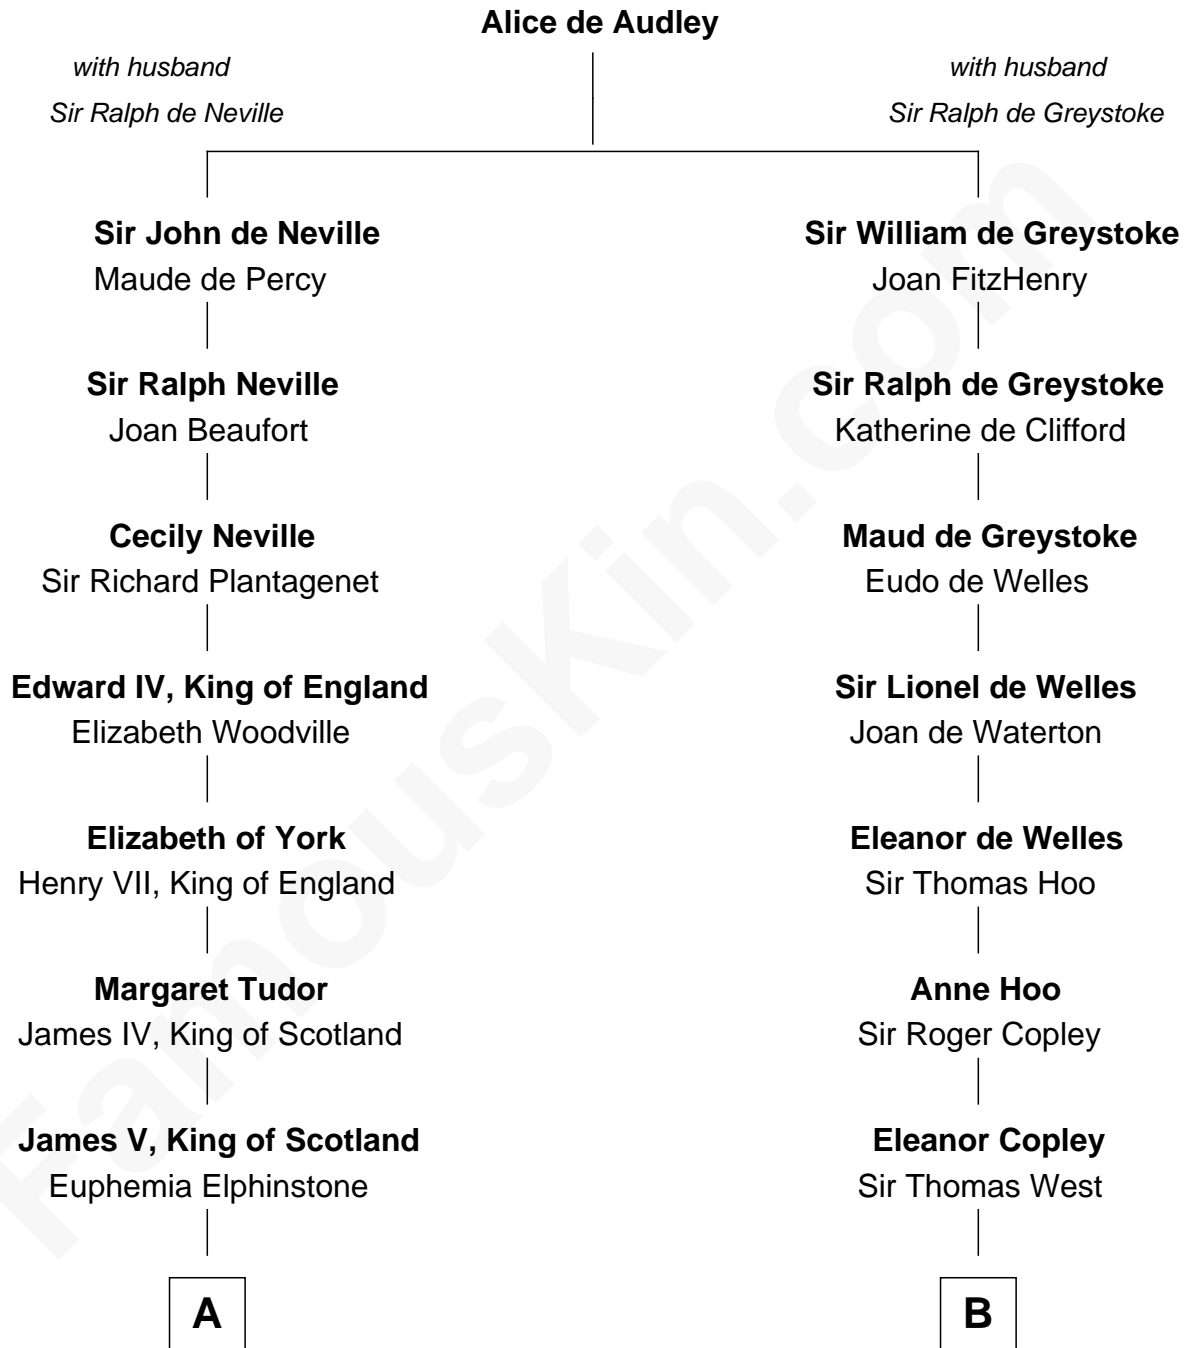 Alice de Audley
with husband
Sir Ralph de Neville
with husband
Sir Ralph de Greystoke
Sir John de Neville
Maude de Percy
Sir William de Greystoke
Joan FitzHenry
Sir Ralph Neville
Joan Beaufort
Sir Ralph de Greystoke
Katherine de Clifford
Cecily Neville
Sir Richard Plantagenet
Maud de Greystoke
Eudo de Welles
Edward IV, King of England
Elizabeth Woodville
Sir Lionel de Welles
Joan de Waterton
Elizabeth of York
Henry VII, King of England
Eleanor de Welles
Sir Thomas Hoo
Margaret Tudor
James IV, King of Scotland
Anne Hoo
Sir Roger Copley
James V, King of Scotland
Euphemia Elphinstone
Eleanor Copley
Sir Thomas West
A
B
FamousKin.com